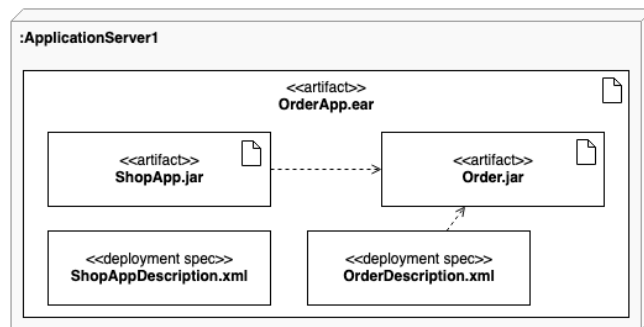 :ApplicationServer1
<<artifact>>
OrderApp.ear
<<artifact>>
ShopApp.jar
<<artifact>>
Order.jar
<<deployment spec>>
ShopAppDescription.xml
<<deployment spec>>
OrderDescription.xml